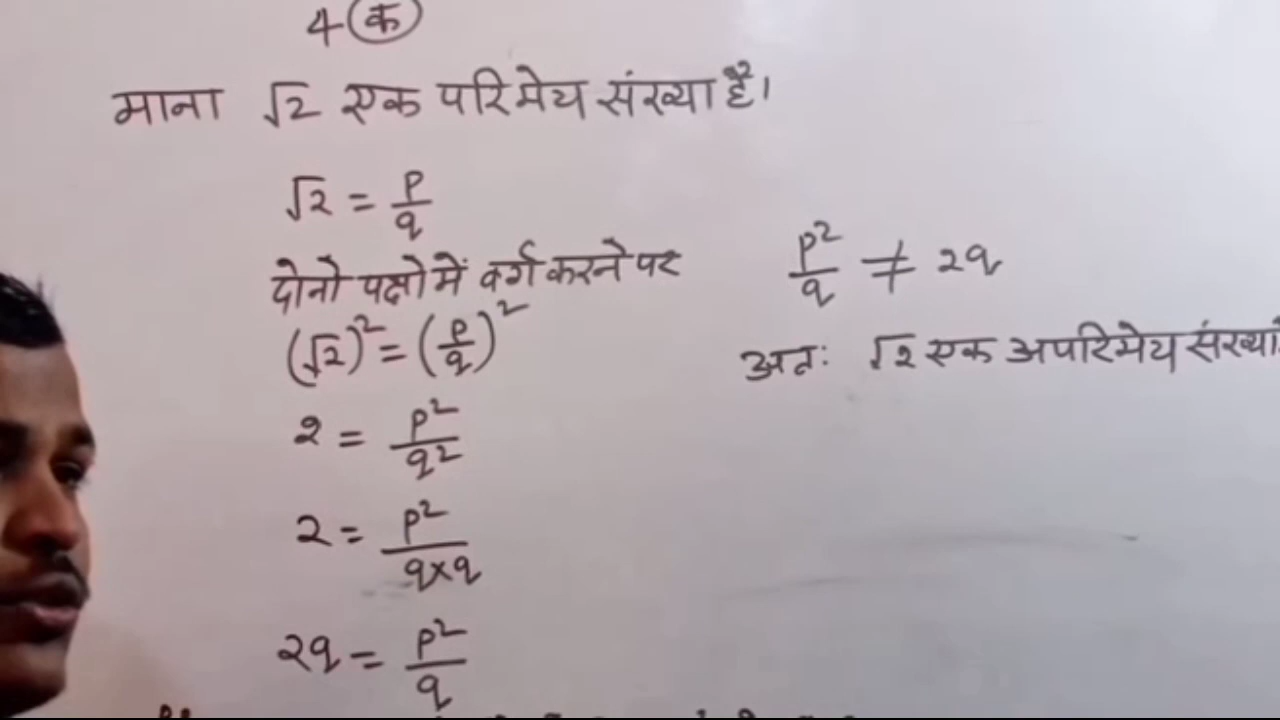 4 (क)
माना √2 एक परिमेय संख्या है।
√2 = p/q
दोनो पक्षो में वर्ग करने पर
(√2)² = (p/q)²
2 = p²/q²
2 = p²/q×q
2q = p²/q
p²/q ≠ 2q
अतः √2 एक अपरिमेय संख्या